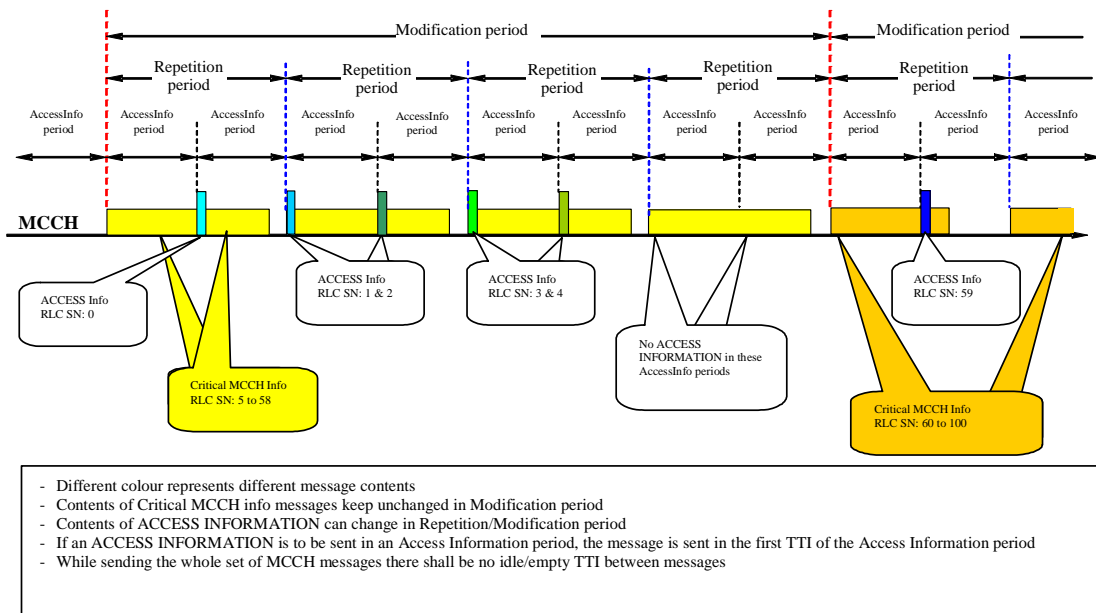 Modification period
Modification period
Repetition
period
Repetition
period
Repetition
period
Repetition
period
Repetition
period
AccessInfo
period
AccessInfo
period
AccessInfo
period
AccessInfo
period
AccessInfo
period
AccessInfo
period
AccessInfo
period
AccessInfo
period
AccessInfo
period
AccessInfo
period
AccessInfo
period
AccessInfo
period
MCCH
ACCESS Info
RLC SN: 0
ACCESS Info
RLC SN: 1 & 2
ACCESS Info
RLC SN: 3 & 4
ACCESS Info
RLC SN: 59
No ACCESS
INFORMATION in these
AccessInfo periods
Critical MCCH Info
RLC SN: 5 to 58
Critical MCCH Info
RLC SN: 60 to 100
- Different colour represents different message contents
- Contents of Critical MCCH info messages keep unchanged in Modification period
- Contents of ACCESS INFORMATION can change in Repetition/Modification period
- If an ACCESS INFORMATION is to be sent in an Access Information period, the message is sent in the first TTI of the Access Information period
- While sending the whole set of MCCH messages there shall be no idle/empty TTI between messages